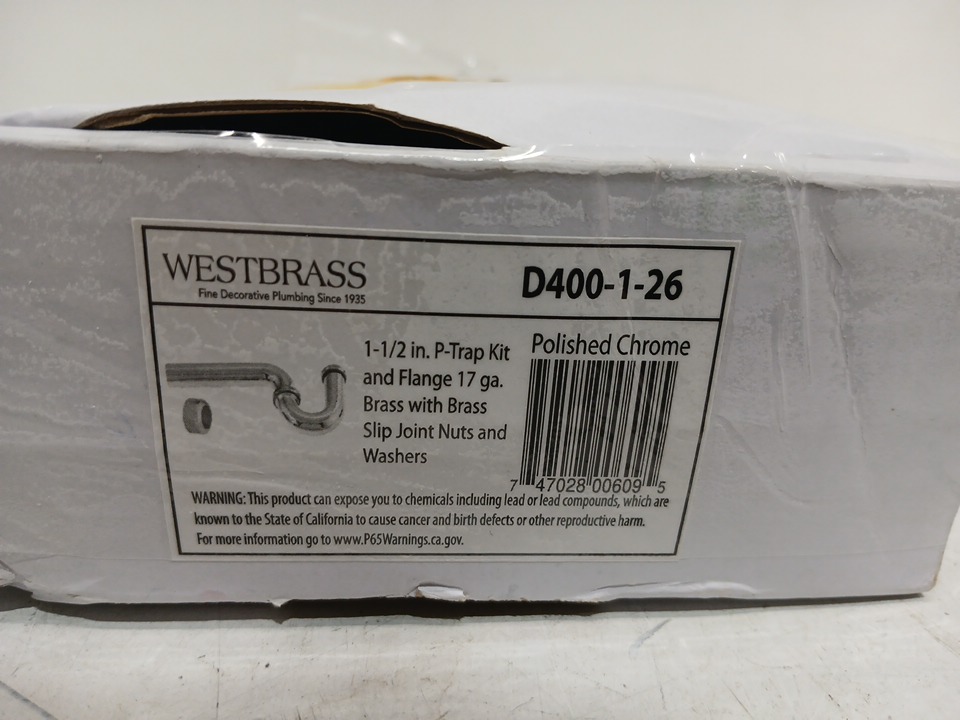 WESTBRASS
Fine Decorative Plumbing Since 1935
D400-1-26
1-1/2 in. P-Trap Kit
and Flange 17 ga.
Brass with Brass
Slip Joint Nuts and
Washers
Polished Chrome
7 47028 00609 5
WARNING: This product can expose you to chemicals including lead or lead compounds, which are
known to the State of California to cause cancer and birth defects or other reproductive harm.
For more information go to www.P65Warnings.ca.gov.